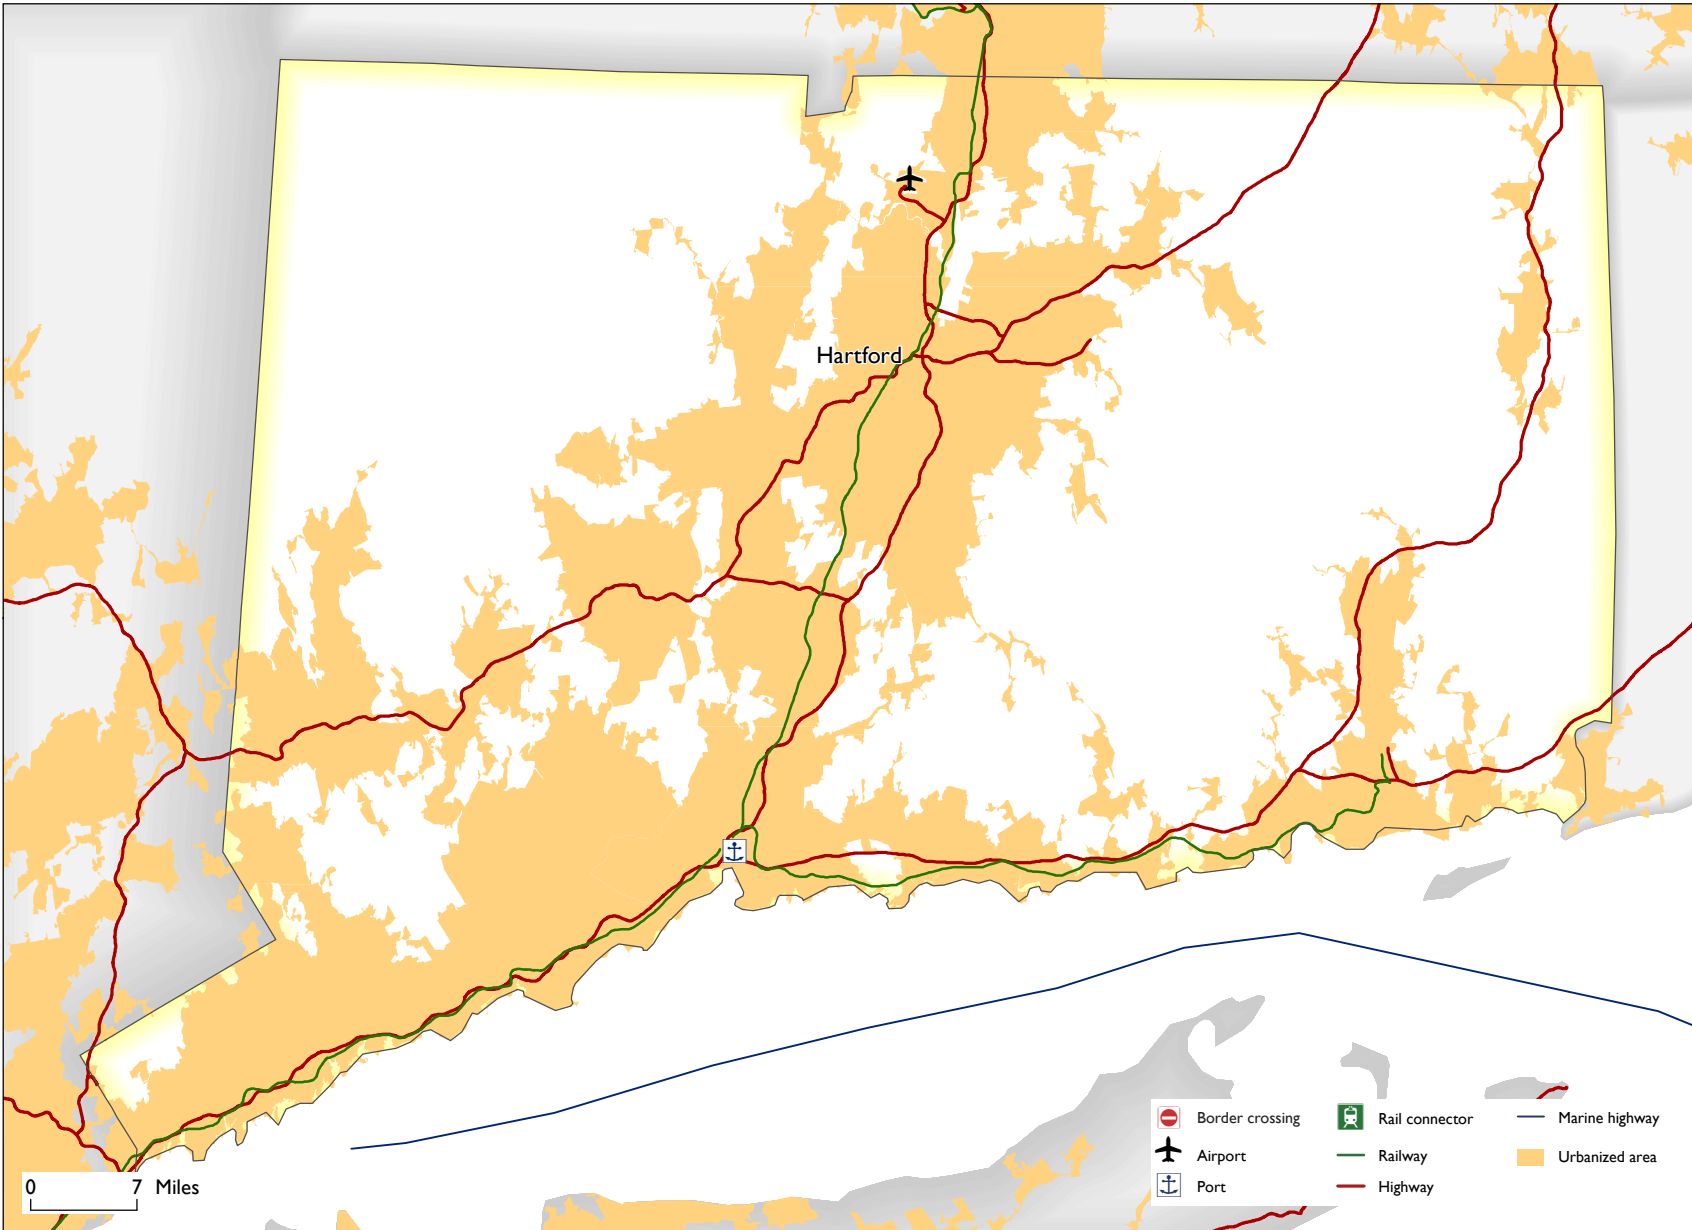 Hartford
Border crossing
Rail connector
Marine highway
Airport
Railway
Urbanized area
Port
Highway
0 7 Miles